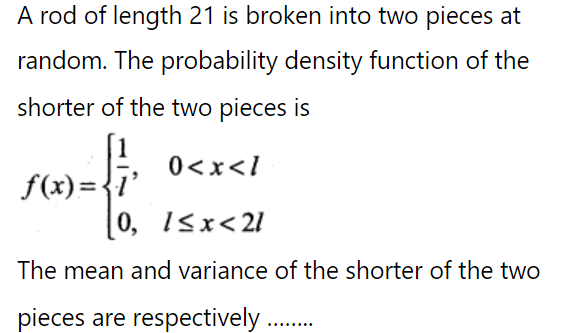 A rod of length 21 is broken into two pieces at
random. The probability density function of the
shorter of the two pieces is
f(x) = { 1/l, 0<x<l
0, l≤x<2l
The mean and variance of the shorter of the two
pieces are respectively ........